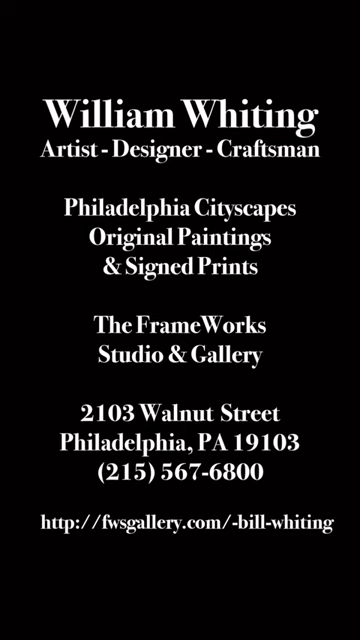 William Whiting
Artist - Designer - Craftsman
Philadelphia Cityscapes
Original Paintings
& Signed Prints
The FrameWorks
Studio & Gallery
2103 Walnut Street
Philadelphia, PA 19103
(215) 567-6800
http://fwsgallery.com/-bill-whiting